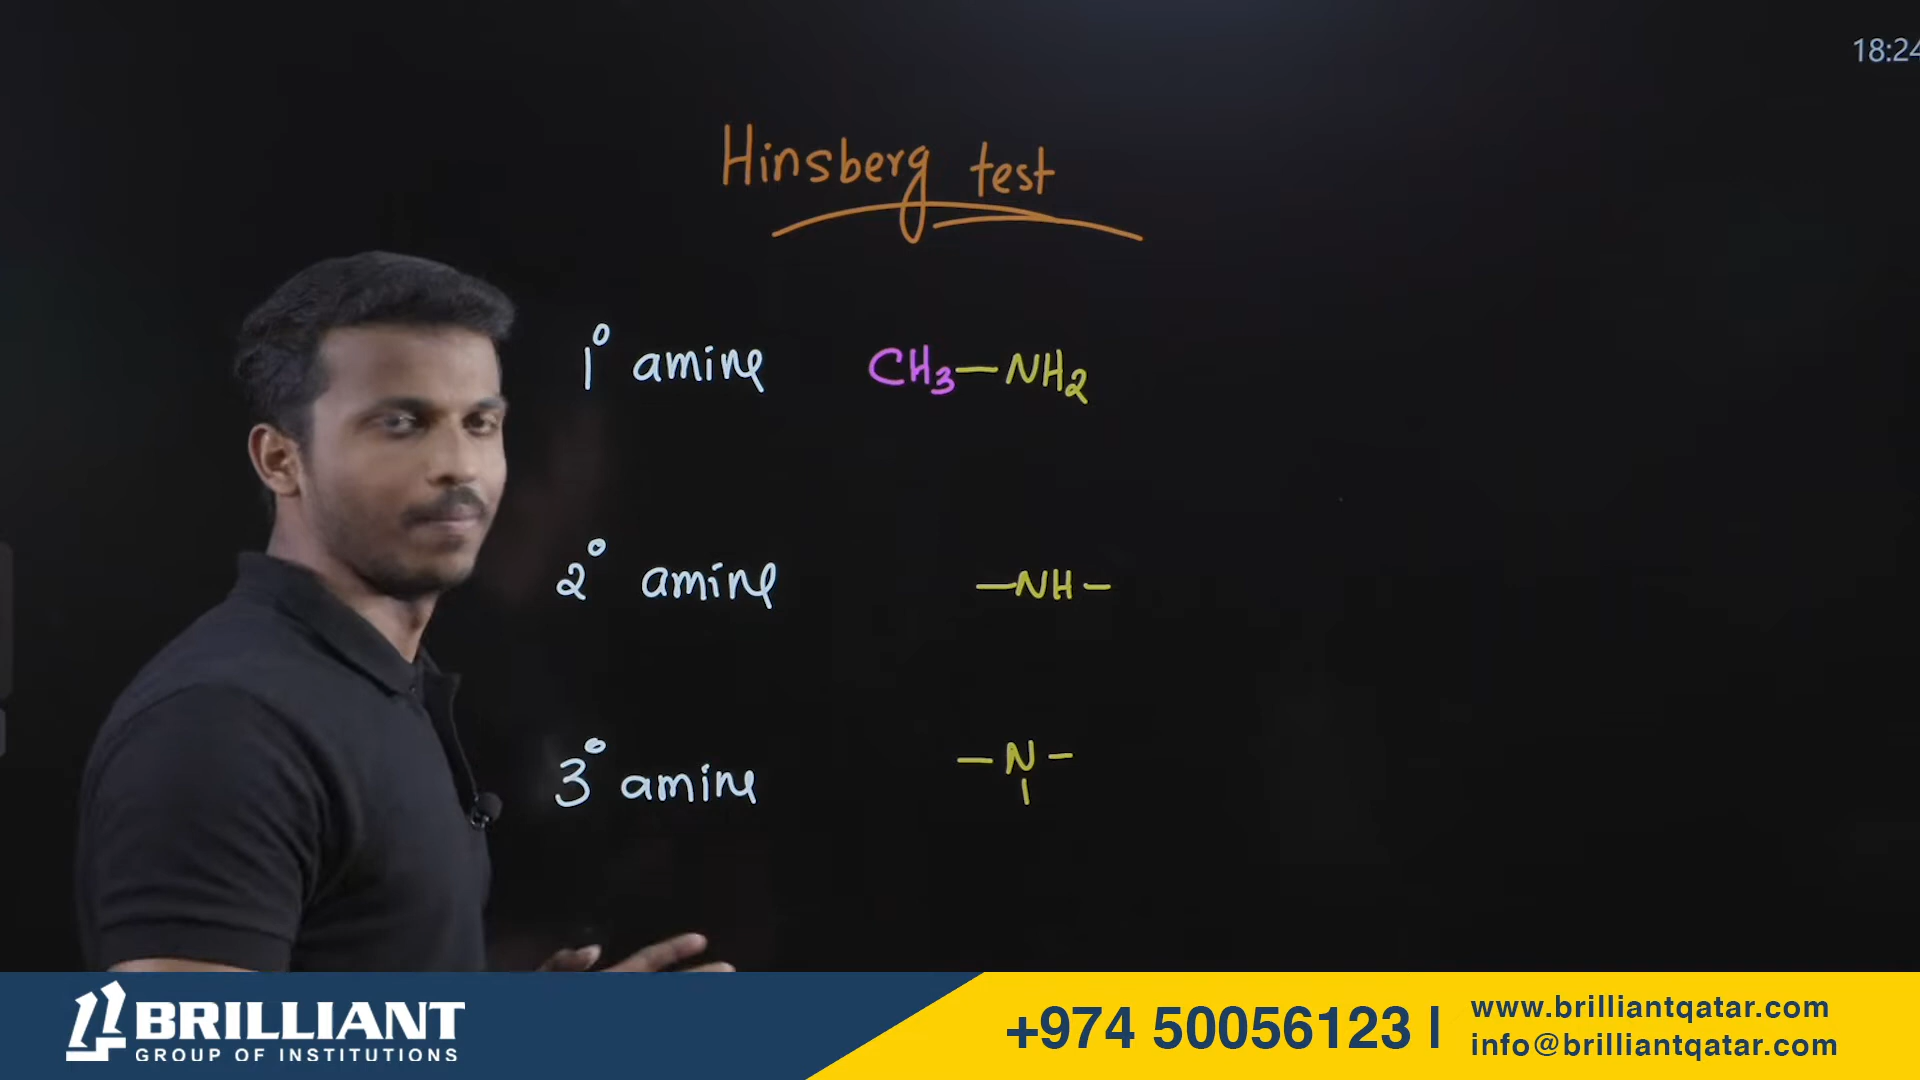 18:24
Hinsberg test
1° amine CH3—NH2
2° amine —NH—
3° amine —N—
BRILLIANT
GROUP OF INSTITUTIONS
+974 50056123 |
www.brilliantqatar.com
info@brilliantqatar.com